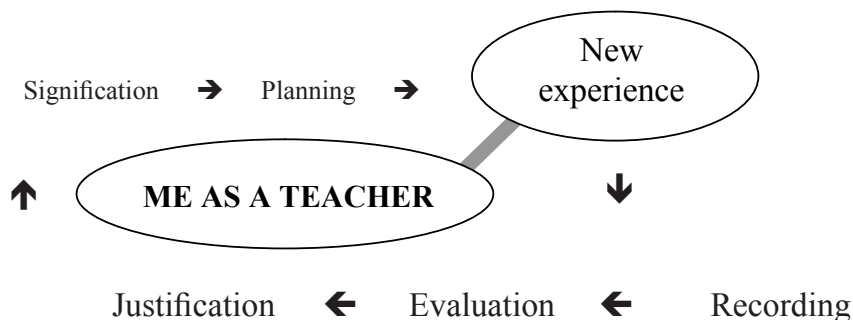 New
experience
Signification → Planning →
ME AS A TEACHER
↑ ↓
Justification ← Evaluation ← Recording